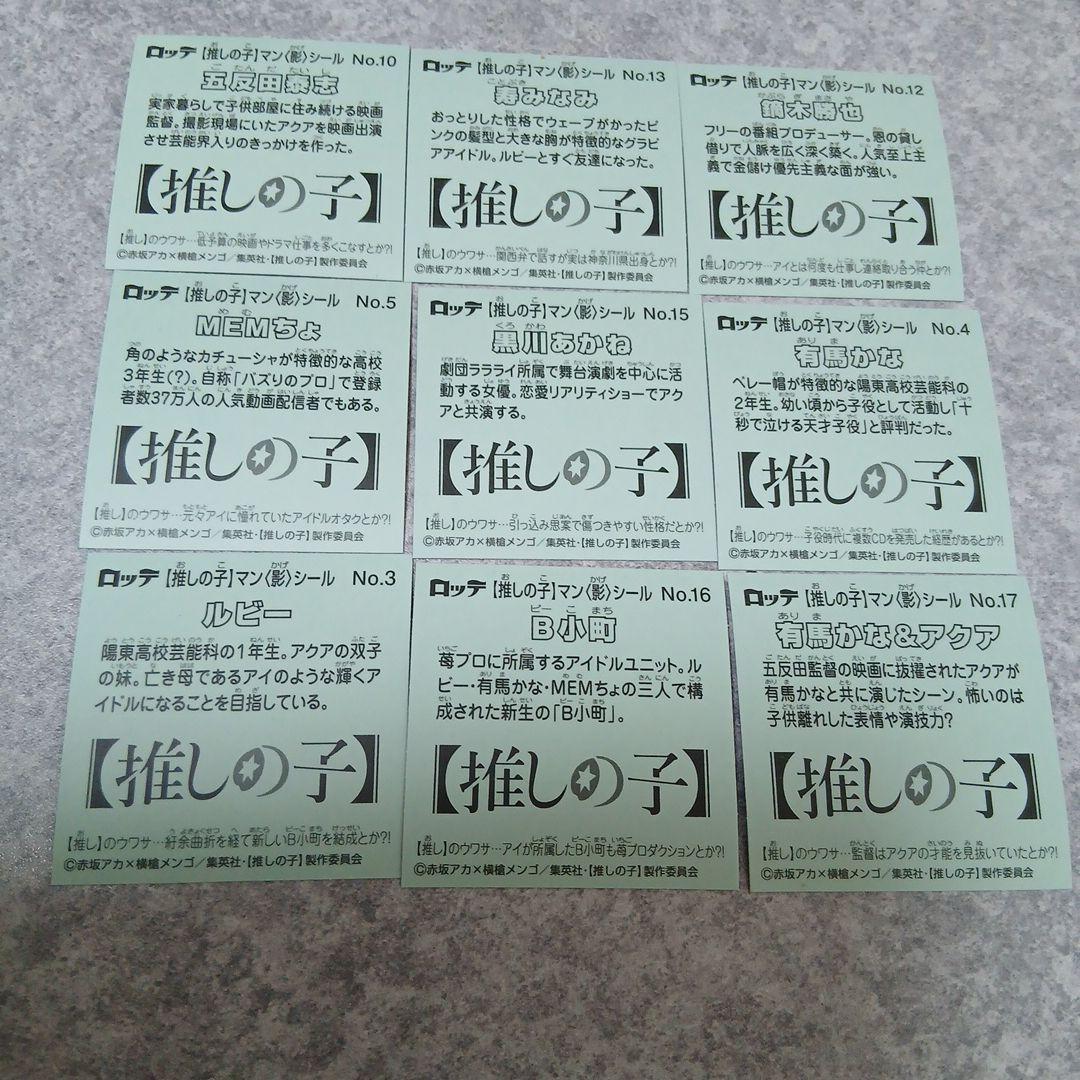 ロッテ 【推しの子】マン〈影〉シール No.10
五反田泰志
実家暮らしで子供部屋に住み続ける映画
監督。撮影現場にいたアクアを映画出演
させ芸能界入りのきっかけを作った。
【推しの子】
【推し】のウワサ…低予算の映画やドラマ仕事を多くこなすとか?!
©赤坂アカ×横槍メンゴ/集英社・【推しの子】製作委員会
ロッテ 【推しの子】マン〈影〉シール No.13
寿みなみ
おっとりした性格でウェーブがかったピ
ンクの髪型と大きな胸が特徴的なグラビ
アアイドル。ルビーとすぐ友達になった。
【推しの子】
【推し】のウワサ…関西弁で話すが実は神奈川県出身とか?!
©赤坂アカ×横槍メンゴ/集英社・【推しの子】製作委員会
ロッテ 【推しの子】マン〈影〉シール No.12
鏑木勝也
フリーの番組プロデューサー。恩の貸し
借りで人脈を広く深く築く。人気至上主
義で金儲け優先主義な面が強い。
【推しの子】
【推し】のウワサ…アイとは何度も仕事し連絡取り合う仲とか?!
©赤坂アカ×横槍メンゴ/集英社・【推しの子】製作委員会
ロッテ 【推しの子】マン〈影〉シール No.5
MEMちょ
角のようなカチューシャが特徴的な高校
3年生(?)。自称「バズりのプロ」で登録
者数37万人の人気動画配信者でもある。
【推しの子】
【推し】のウワサ…元々アイに憧れていたアイドルオタクとか?!
©赤坂アカ×横槍メンゴ/集英社・【推しの子】製作委員会
ロッテ 【推しの子】マン〈影〉シール No.15
黒川あかね
劇団ララライ所属で舞台演劇を中心に活
動する女優。恋愛リアリティショーでアク
アと共演する。
【推しの子】
【推し】のウワサ…引っ込み思案で傷つきやすい性格だとか?!
©赤坂アカ×横槍メンゴ/集英社・【推しの子】製作委員会
ロッテ 【推しの子】マン〈影〉シール No.4
有馬かな
ベレー帽が特徴的な陽東高校芸能科の
2年生。幼い頃から子役として活動し「十
秒で泣ける天才子役」と評判だった。
【推しの子】
【推し】のウワサ…子役時代に複数CDを発売した経歴があるとか?!
©赤坂アカ×横槍メンゴ/集英社・【推しの子】製作委員会
ロッテ 【推しの子】マン〈影〉シール No.3
ルビー
陽東高校芸能科の1年生。アクアの双子
の妹。亡き母であるアイのような輝くア
イドルになることを目指している。
【推しの子】
【推し】のウワサ…紆余曲折を経て新しいB小町を結成とか?!
©赤坂アカ×横槍メンゴ/集英社・【推しの子】製作委員会
ロッテ 【推しの子】マン〈影〉シール No.16
B小町
苺プロに所属するアイドルユニット。ル
ビー・有馬かな・MEMちょの三人で構
成された新生の「B小町」。
【推しの子】
【推し】のウワサ…アイが所属したB小町も苺プロダクションとか?!
©赤坂アカ×横槍メンゴ/集英社・【推しの子】製作委員会
ロッテ 【推しの子】マン〈影〉シール No.17
有馬かな&アクア
五反田監督の映画に抜擢されたアクアが
有馬かなと共に演じたシーン。怖いのは
子供離れした表情や演技力?
【推しの子】
【推し】のウワサ…監督はアクアの才能を見抜いていたとか?!
©赤坂アカ×横槍メンゴ/集英社・【推しの子】製作委員会